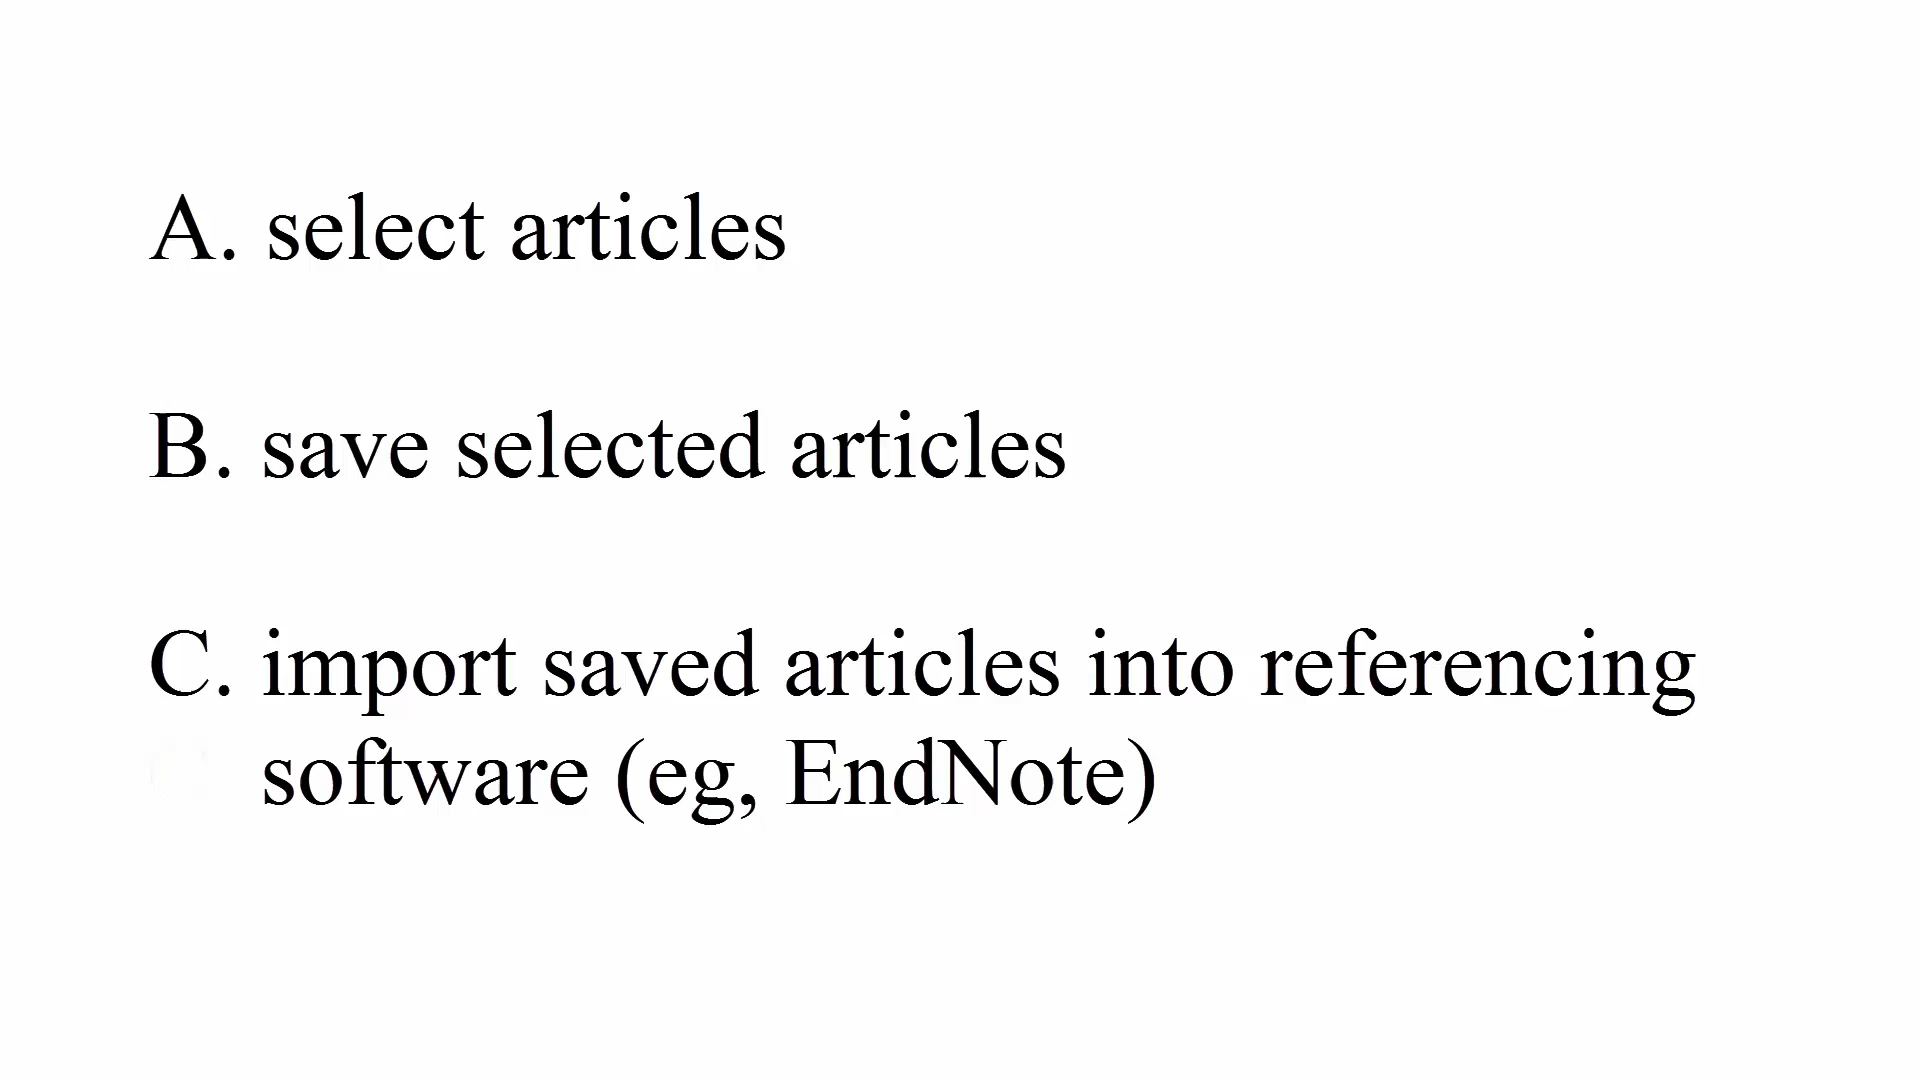 A. select articles
B. save selected articles
C. import saved articles into referencing
software (eg, EndNote)